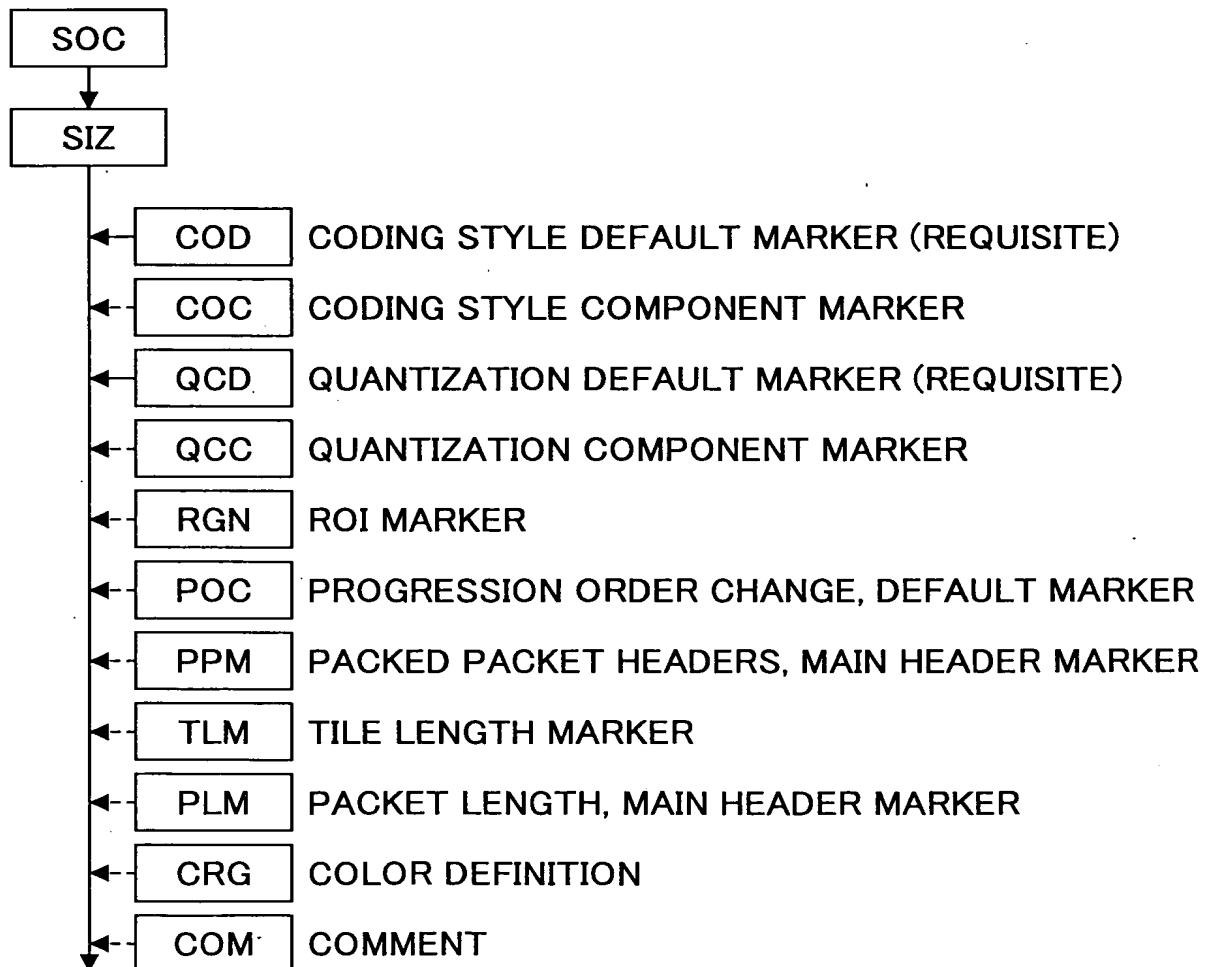 SOC
SIZ
COD CODING STYLE DEFAULT MARKER (REQUISITE)
COC CODING STYLE COMPONENT MARKER
QCD QUANTIZATION DEFAULT MARKER (REQUISITE)
QCC QUANTIZATION COMPONENT MARKER
RGN ROI MARKER
POC PROGRESSION ORDER CHANGE, DEFAULT MARKER
PPM PACKED PACKET HEADERS, MAIN HEADER MARKER
TLM TILE LENGTH MARKER
PLM PACKET LENGTH, MAIN HEADER MARKER
CRG COLOR DEFINITION
COM COMMENT